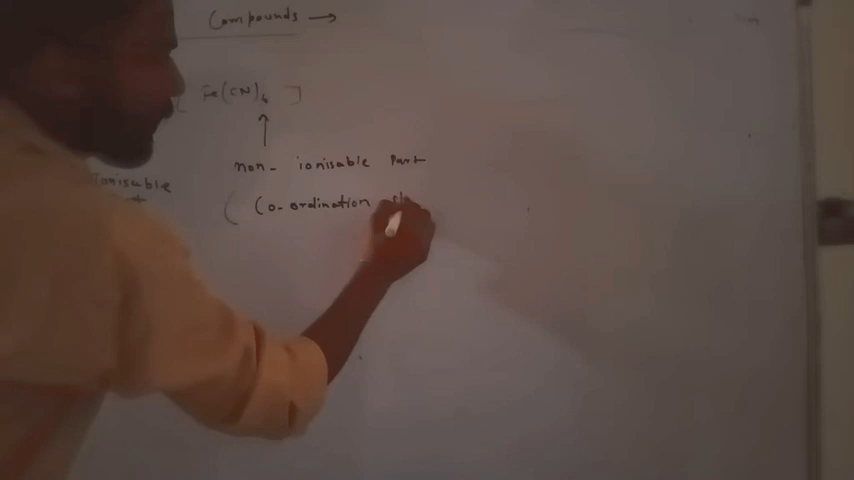 Compounds →
[ Fe(CN)6 ]
non- ionisable Part
Ionisable
( Co-ordination